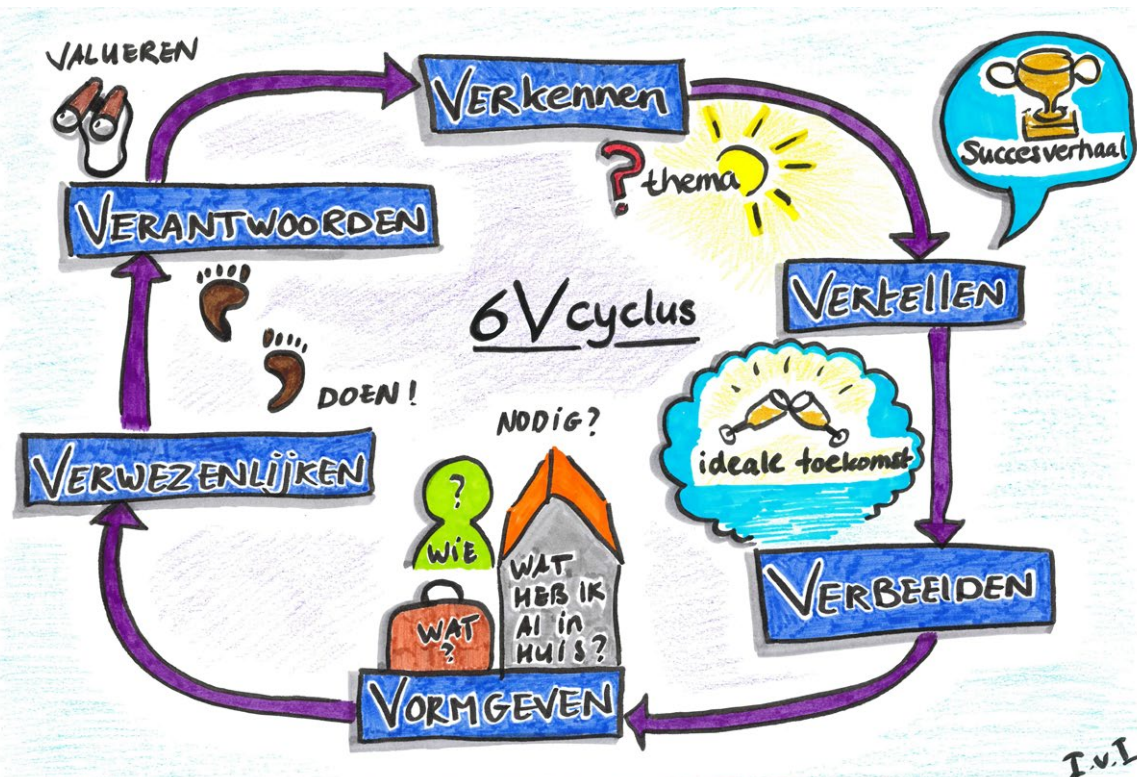 VALUEREN
VERkennen
? thema
Succesverhaal
VERANTWOORDEN
VERtELLEN
6V cyclus
DOEN!
NODiG?
ideale toekomst
VERWEZENLijKEN
?
WiE
WAT
?
WAT
HEB iK
Al in
HUiS?
VERBEElDEN
VORMGEVEN
I.v.I